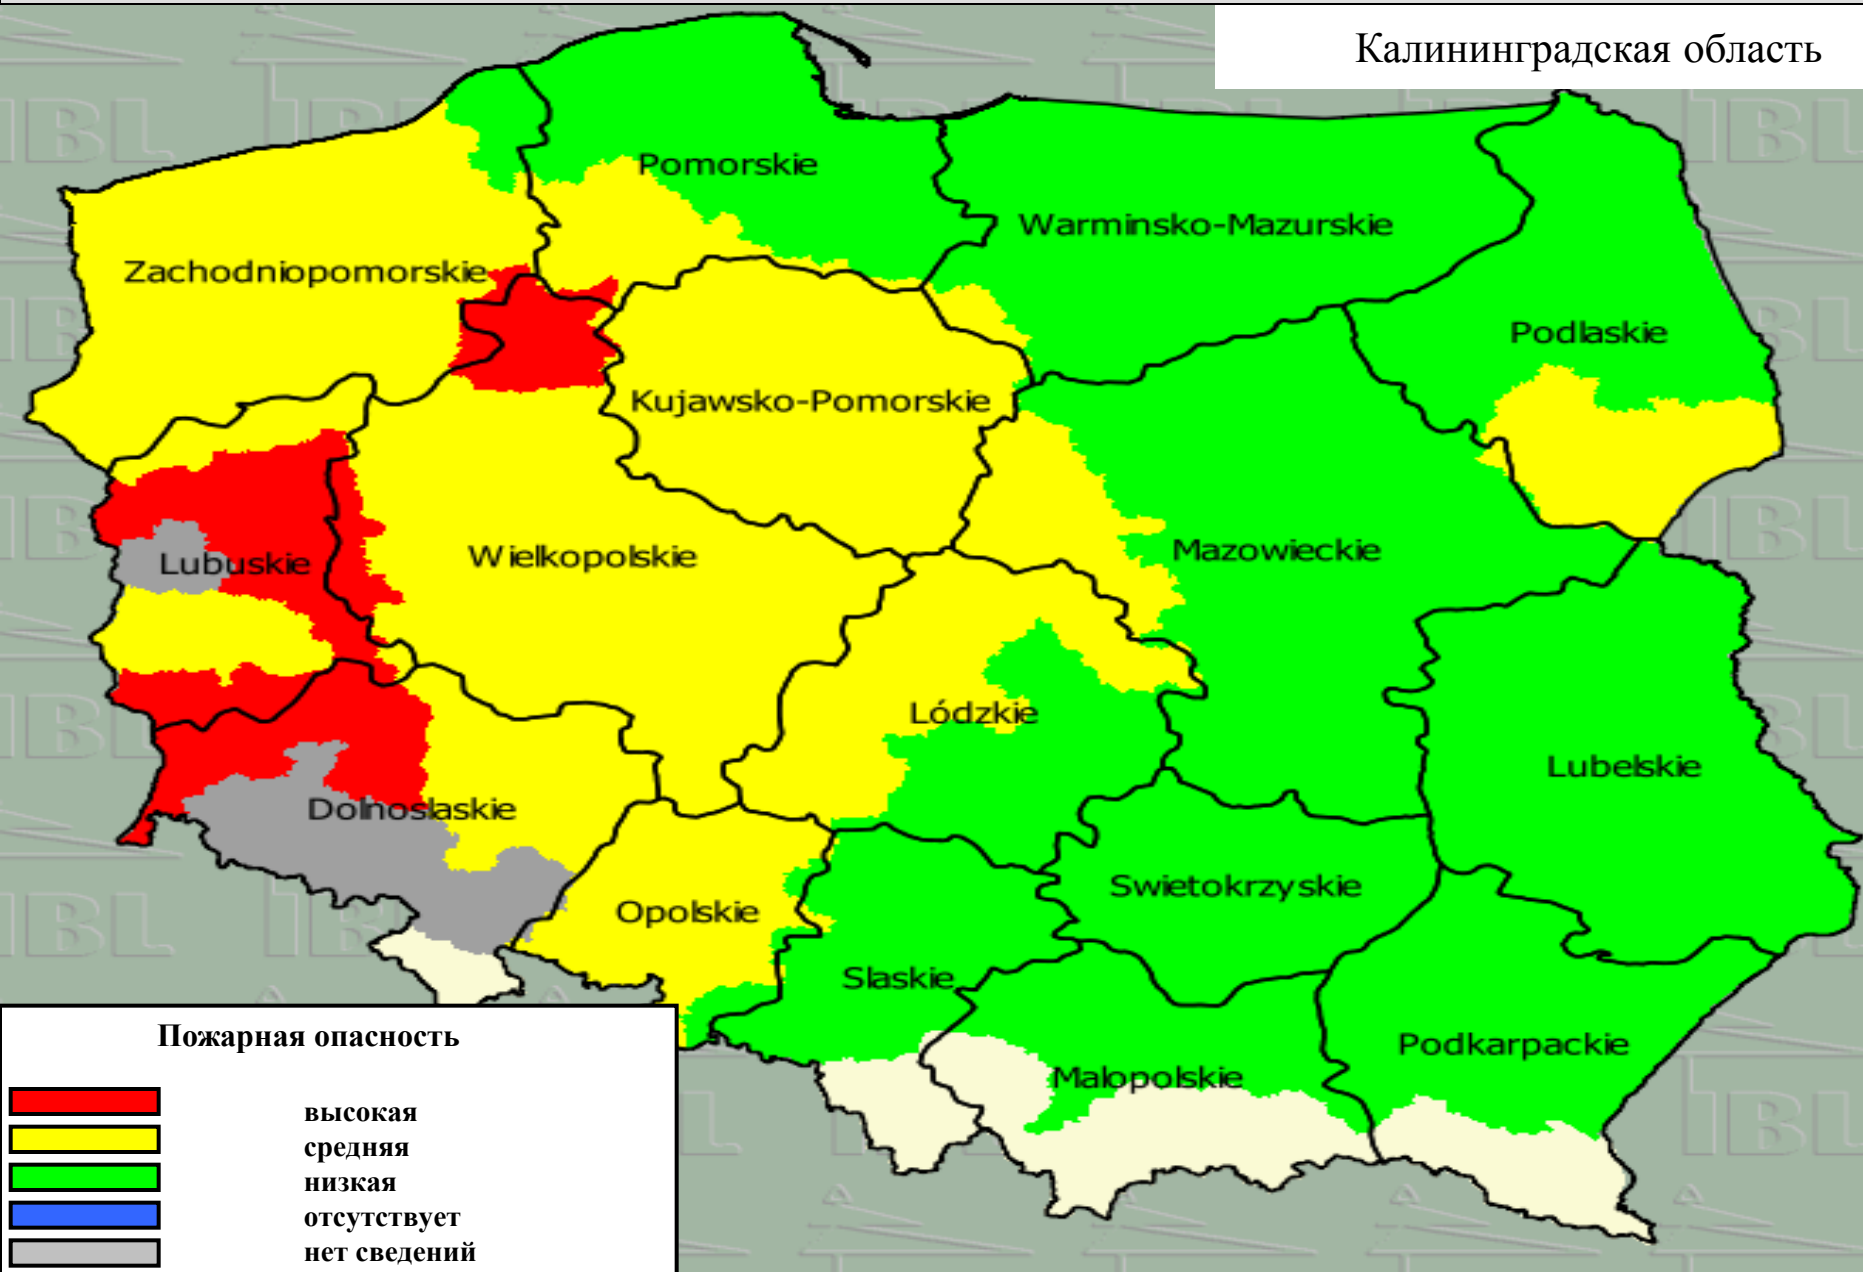 Калининградская область
Pomorskie
Warminsko-Mazurskie
Zachodniopomorskie
Podlaskie
Kujawsko-Pomorskie
Mazowieckie
Wielkopolskie
Lubuskie
Lódzkie
Lubelskie
Dolnoslaskie
Swietokrzyskie
Opolskie
Slaskie
Podkarpackie
Malopolskie
Пожарная опасность
высокая
средняя
низкая
отсутствует
нет сведений
IBL